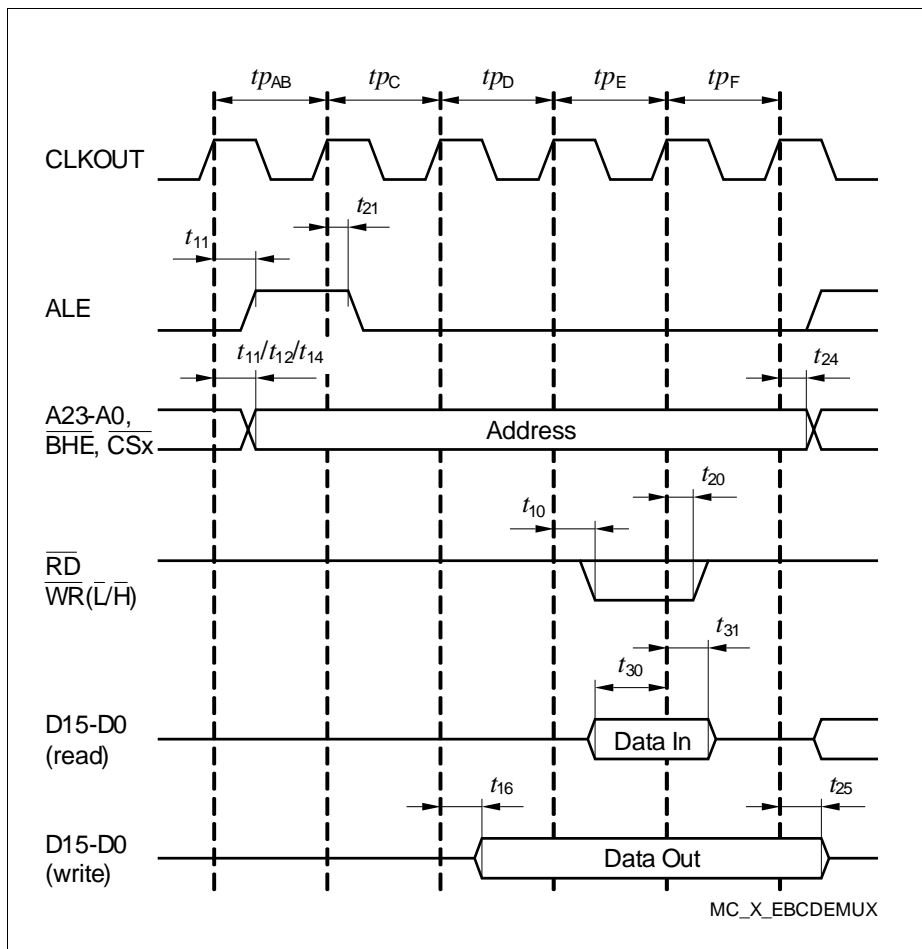 tpAB tpC tpD tpE tpF
CLKOUT
t21
t11
ALE
t11/t12/t14 t24
A23-A0,
BHE, CSx
Address
t20
t10
RD
WR(L/H)
t31
t30
D15-D0
(read)
Data In
t16 t25
D15-D0
(write)
Data Out
MC_X_EBCDEMUX